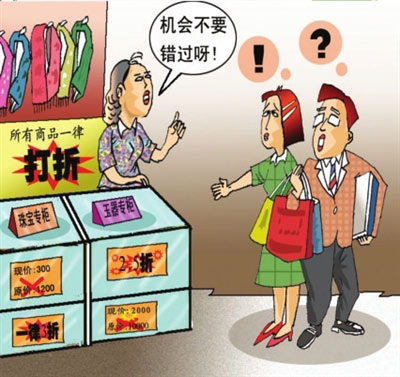 机会不要
错过呀！
！
？
所有商品一律
打折
珠宝专柜
玉器专柜
现价:300
原价:1200
2-5折
一律3折
现价:2000
原价:10000